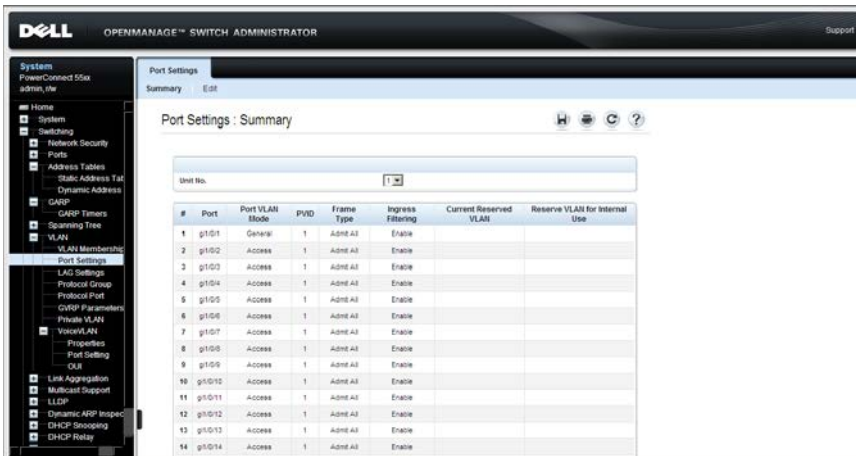 DELL OPENMANAGE™ SWITCH ADMINISTRATOR Support
System
PowerConnect 55xx
admin, r/w
Home
System
Switching
Network Security
Ports
Address Tables
Static Address Tat
Dynamic Address
GARP
GARP Timers
Spanning Tree
VLAN
VLAN Membership
Port Settings
LAG Settings
Protocol Group
Protocol Port
GVRP Parameters
Private VLAN
VoiceVLAN
Properties
Port Setting
OUI
Link Aggregation
Multicast Support
LLDP
Dynamic ARP Inspec
DHCP Snooping
DHCP Relay
Port Settings
Summary Edit
Port Settings : Summary
Unit No. 1
# Port Port VLAN Mode PVID Frame Type Ingress Filtering Current Reserved VLAN Reserve VLAN for Internal Use
1 gi1/0/1 General 1 Admit All Enable
2 gi1/0/2 Access 1 Admit All Enable
3 gi1/0/3 Access 1 Admit All Enable
4 gi1/0/4 Access 1 Admit All Enable
5 gi1/0/5 Access 1 Admit All Enable
6 gi1/0/6 Access 1 Admit All Enable
7 gi1/0/7 Access 1 Admit All Enable
8 gi1/0/8 Access 1 Admit All Enable
9 gi1/0/9 Access 1 Admit All Enable
10 gi1/0/10 Access 1 Admit All Enable
11 gi1/0/11 Access 1 Admit All Enable
12 gi1/0/12 Access 1 Admit All Enable
13 gi1/0/13 Access 1 Admit All Enable
14 gi1/0/14 Access 1 Admit All Enable